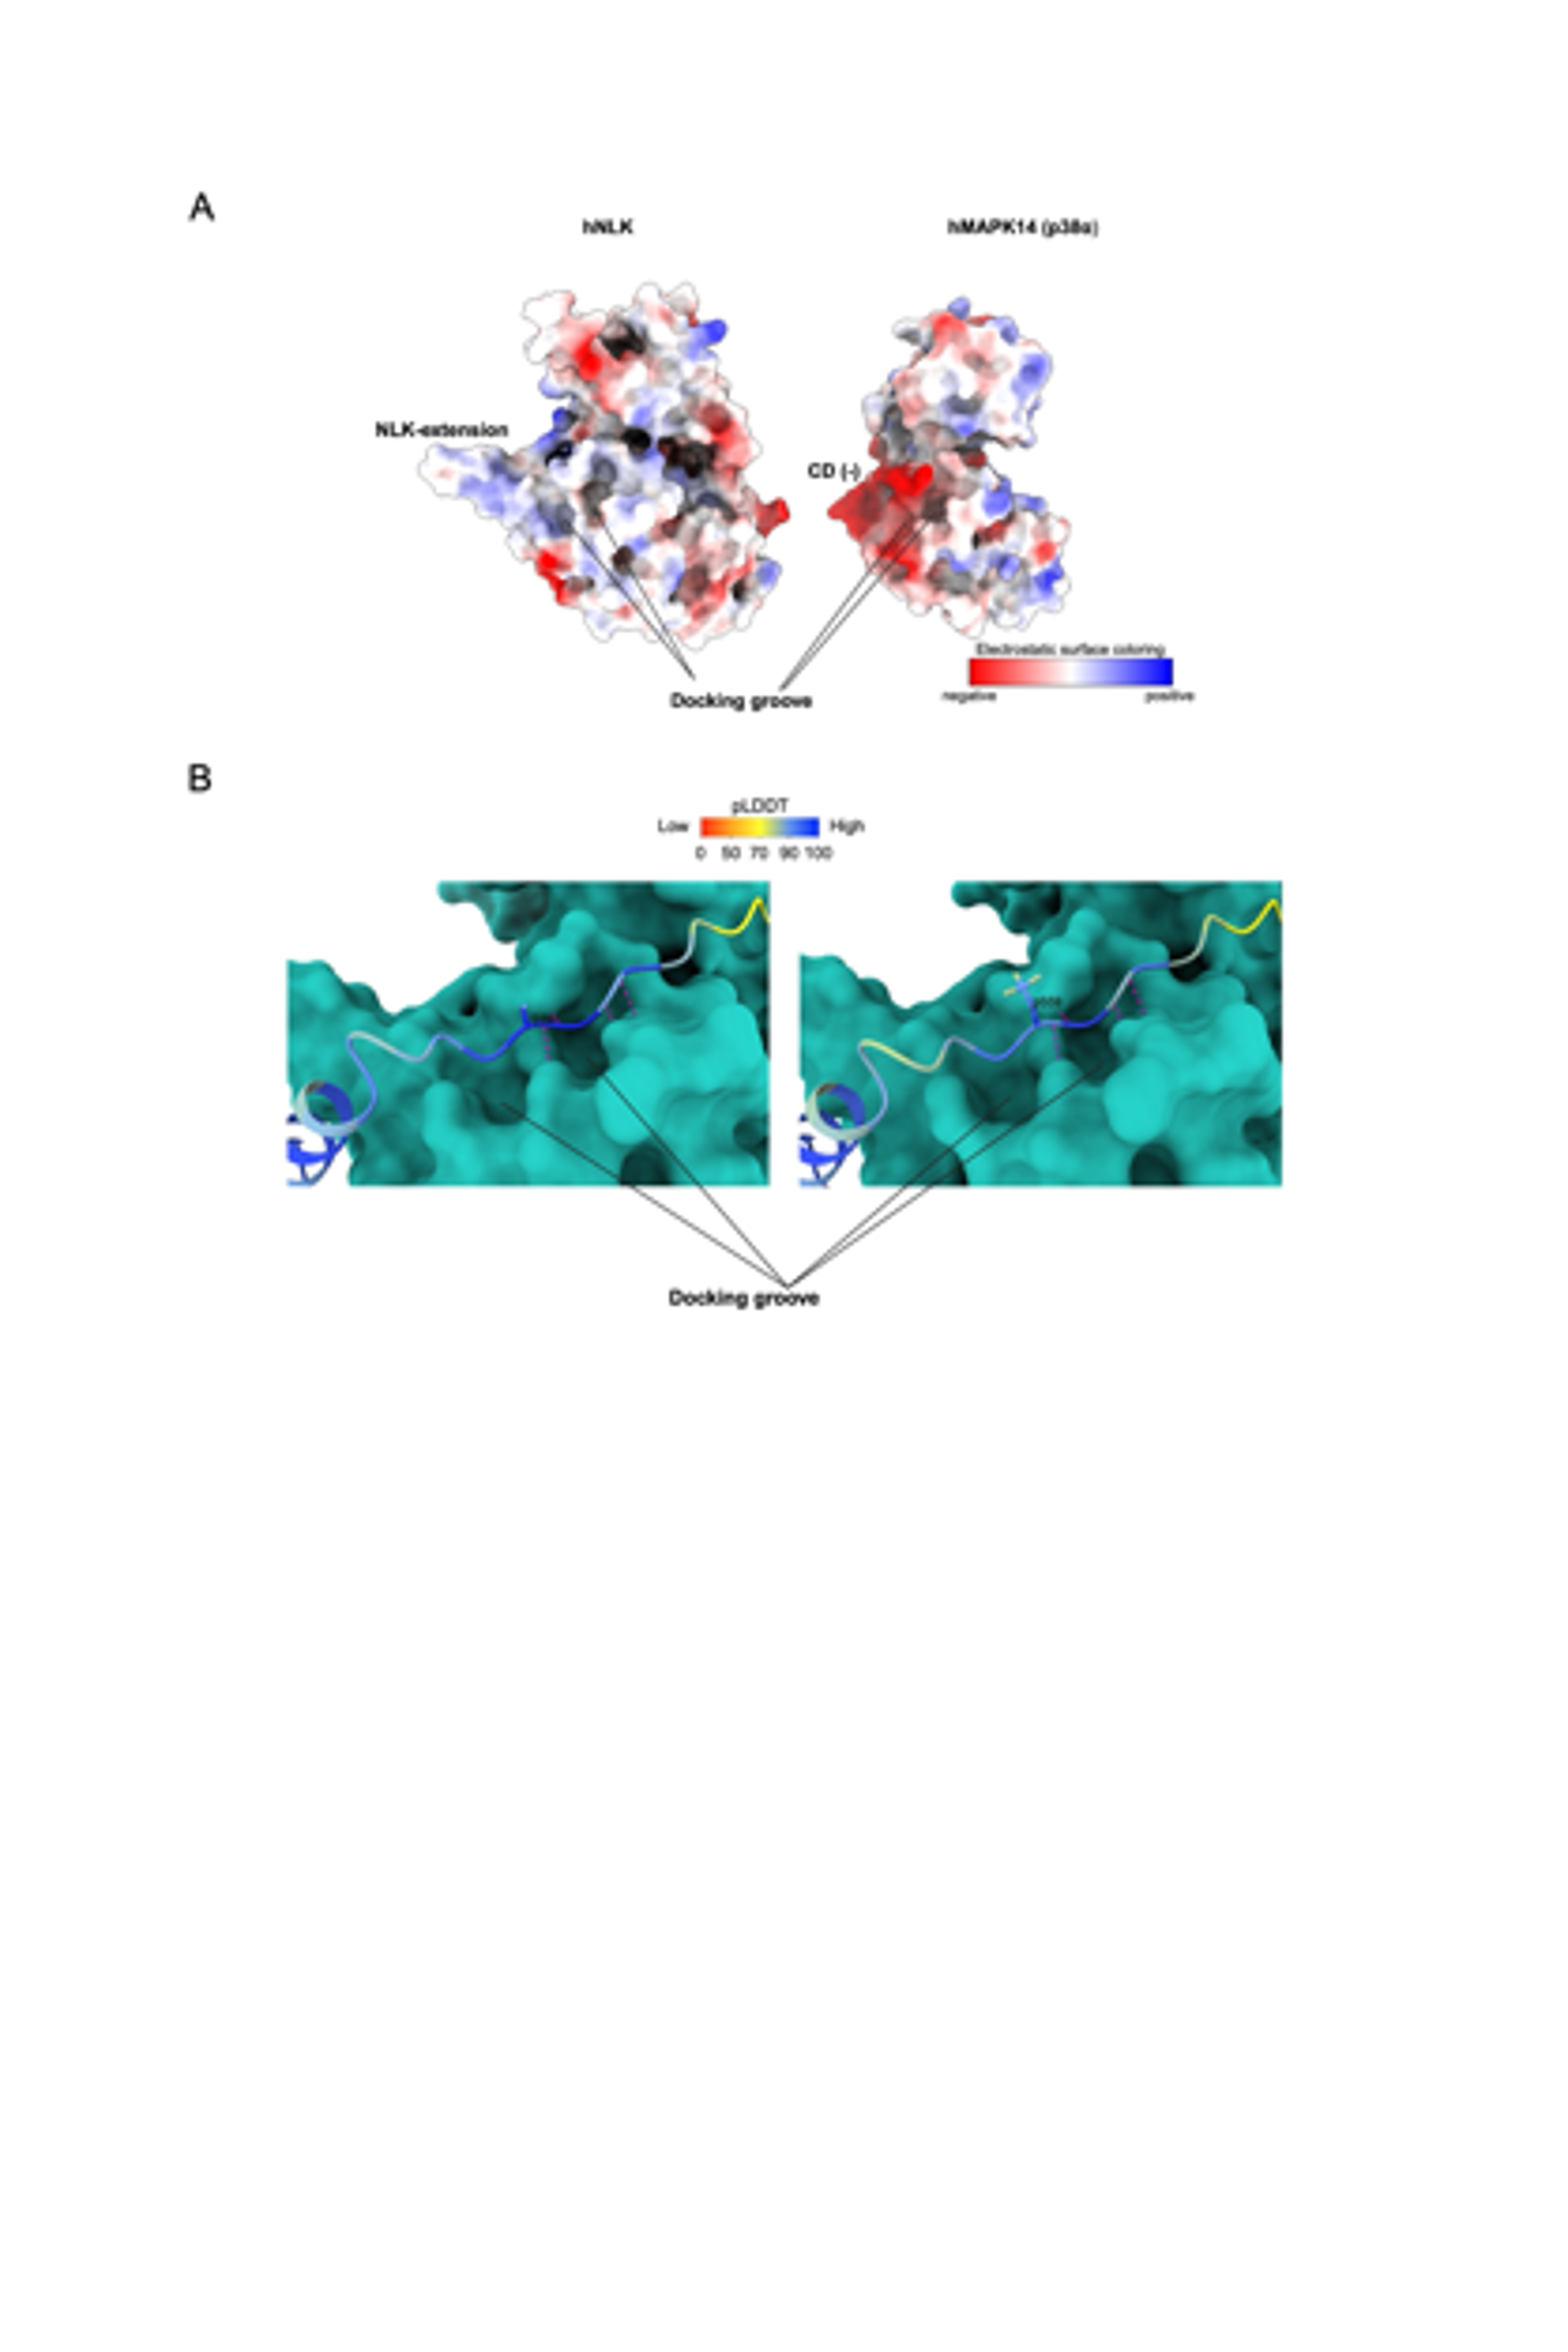 A
hNLK
hMAPK14 (p38α)
NLK-extension
CD (-)
Electrostatic surface coloring
negative
positive
Docking groove
B
pLDDT
Low
High
0 50 70 90 100
Docking groove